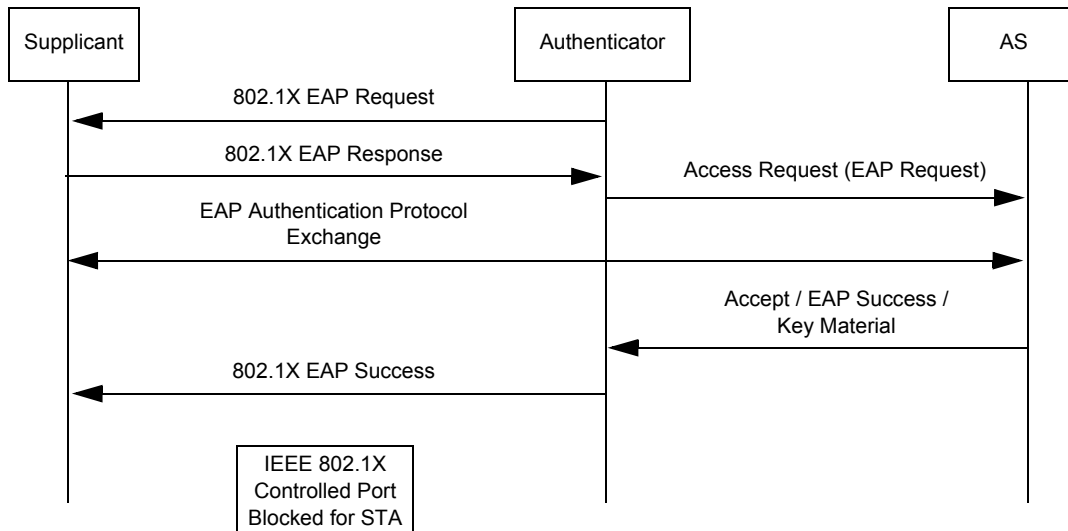 Supplicant
Authenticator
AS
802.1X EAP Request
802.1X EAP Response
Access Request (EAP Request)
EAP Authentication Protocol
Exchange
Accept / EAP Success /
Key Material
802.1X EAP Success
IEEE 802.1X
Controlled Port
Blocked for STA